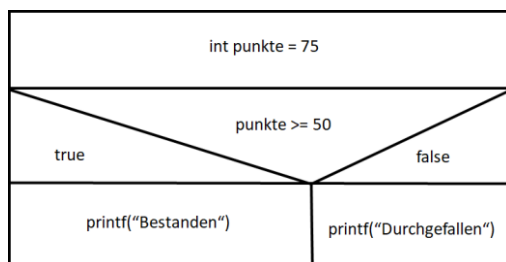 int punkte = 75
punkte >= 50
true
false
printf(“Bestanden“)
printf(“Durchgefallen“)